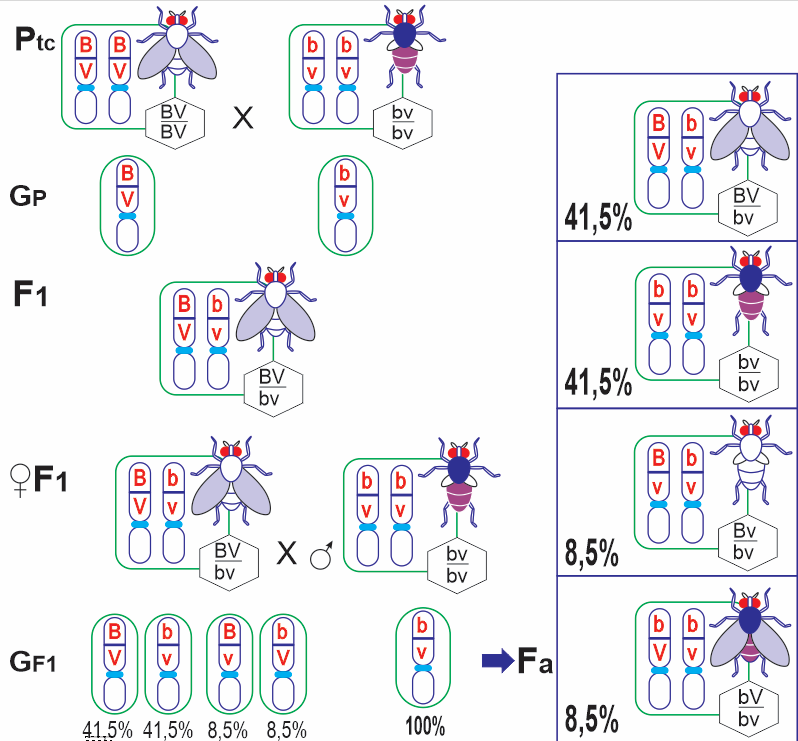 Ptc
B B
V V
BV
BV
X
b b
v v
bv
bv
GP
B
V
b
v
F1
B b
V v
BV
bv
♀F1
B b
V v
BV
bv
X ♂
b b
v v
bv
bv
GF1
B b B b
V v v V
41,5% 41,5% 8,5% 8,5%
b
v
100%
Fa
B b
V v
BV
bv
41,5%
b b
v v
bv
bv
41,5%
B b
v v
Bv
bv
8,5%
b b
V v
bV
bv
8,5%